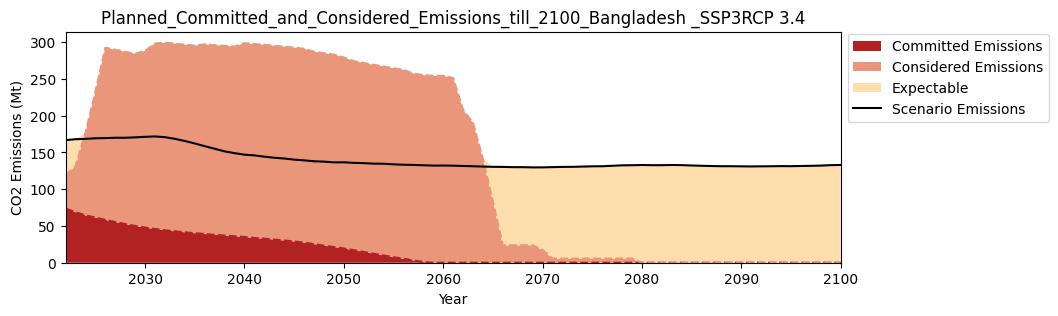 Planned_Committed_and_Considered_Emissions_till_2100_Bangladesh _SSP3RCP 3.4
CO2 Emissions (Mt)
300
250
200
150
100
50
0
2030 2040 2050 2060 2070 2080 2090 2100
Year
Committed Emissions
Considered Emissions
Expectable
Scenario Emissions